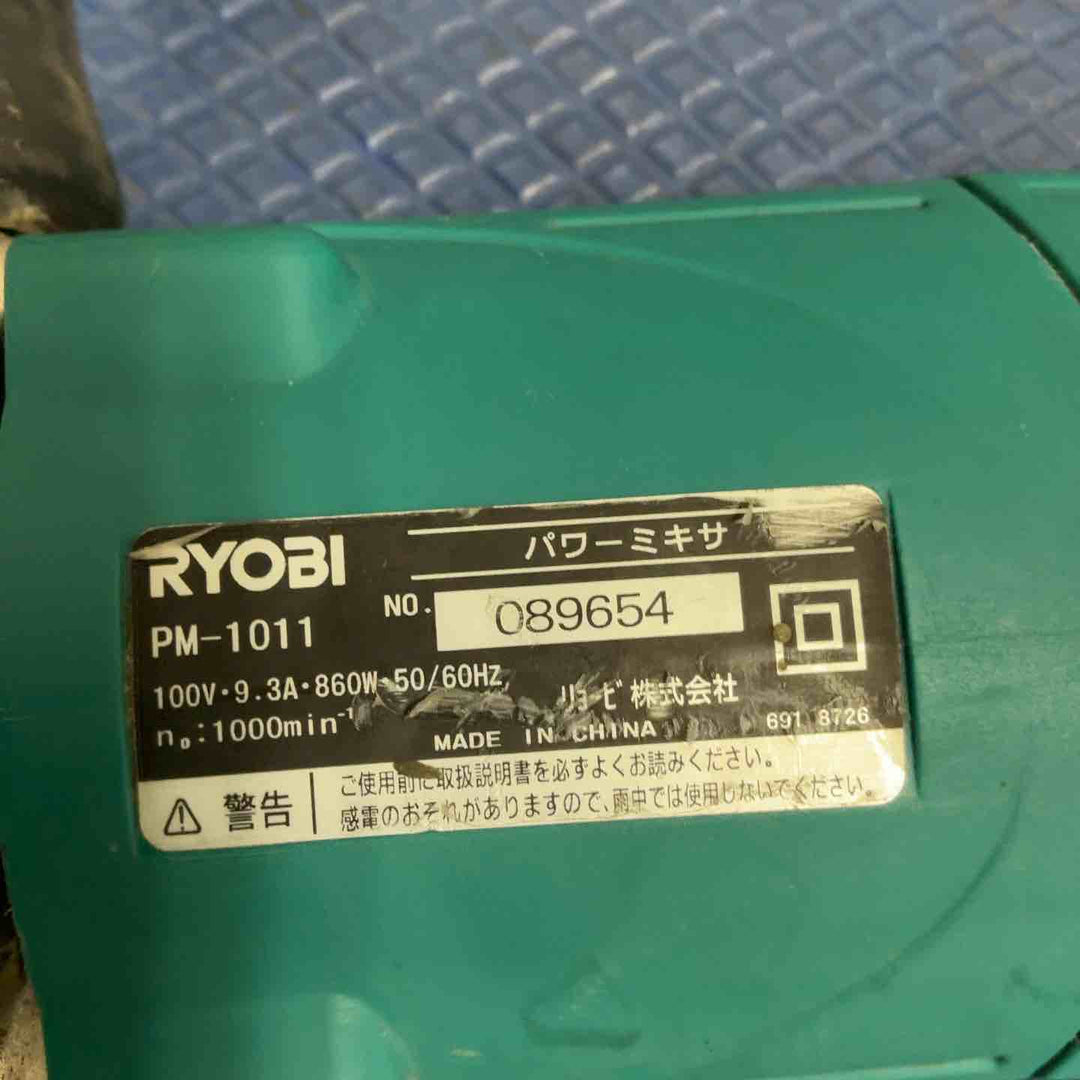 RYOBI
パワーミキサ
NO. 089654
PM-1011
100V・9.3A・860W・50/60Hz
n₀:1000min⁻¹
リョービ株式会社
MADE IN CHINA
691 8726
警告
ご使用前に取扱説明書を必ずよくお読みください。
感電のおそれがありますので、雨中では使用しないでください。